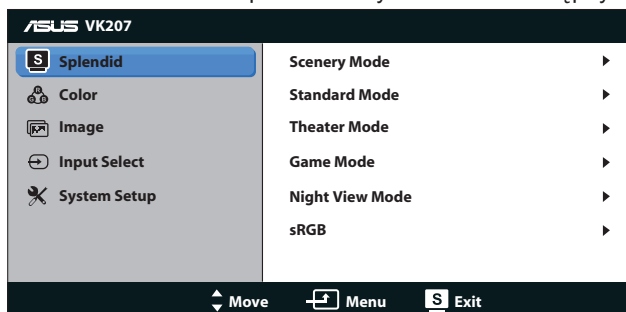 ASUS VK207
S Splendid
Color
Image
Input Select
System Setup
Scenery Mode
Standard Mode
Theater Mode
Game Mode
Night View Mode
sRGB
Move Menu S Exit